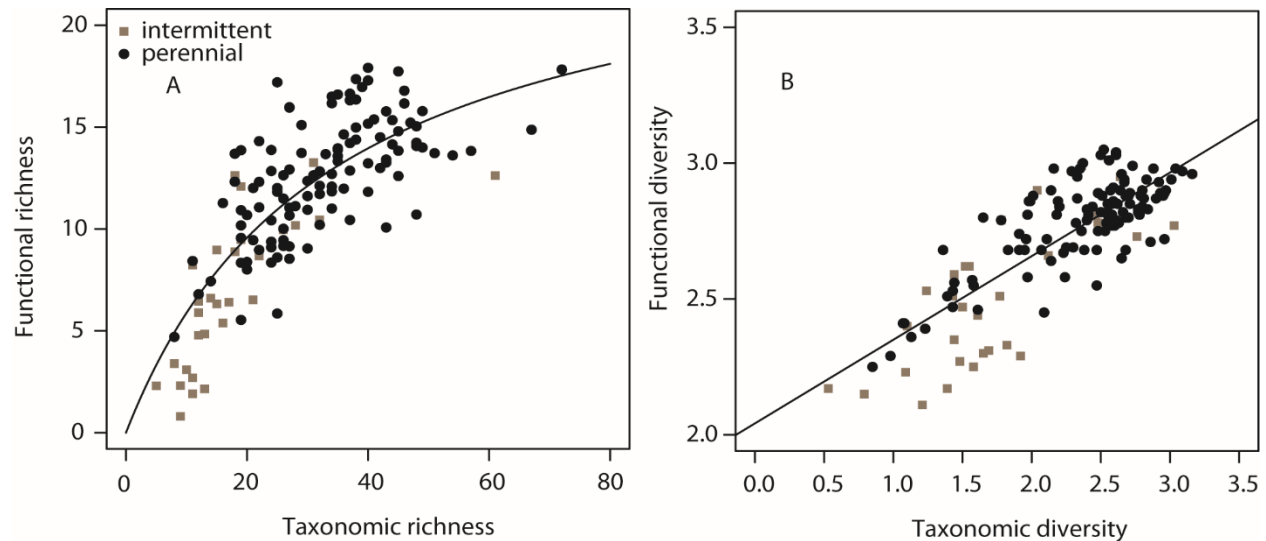 intermittent
perennial
A
20
15
10
5
0
Functional richness
0 20 40 60 80
Taxonomic richness
B
3.5
3.0
2.5
2.0
Functional diversity
0.0 0.5 1.0 1.5 2.0 2.5 3.0 3.5
Taxonomic diversity